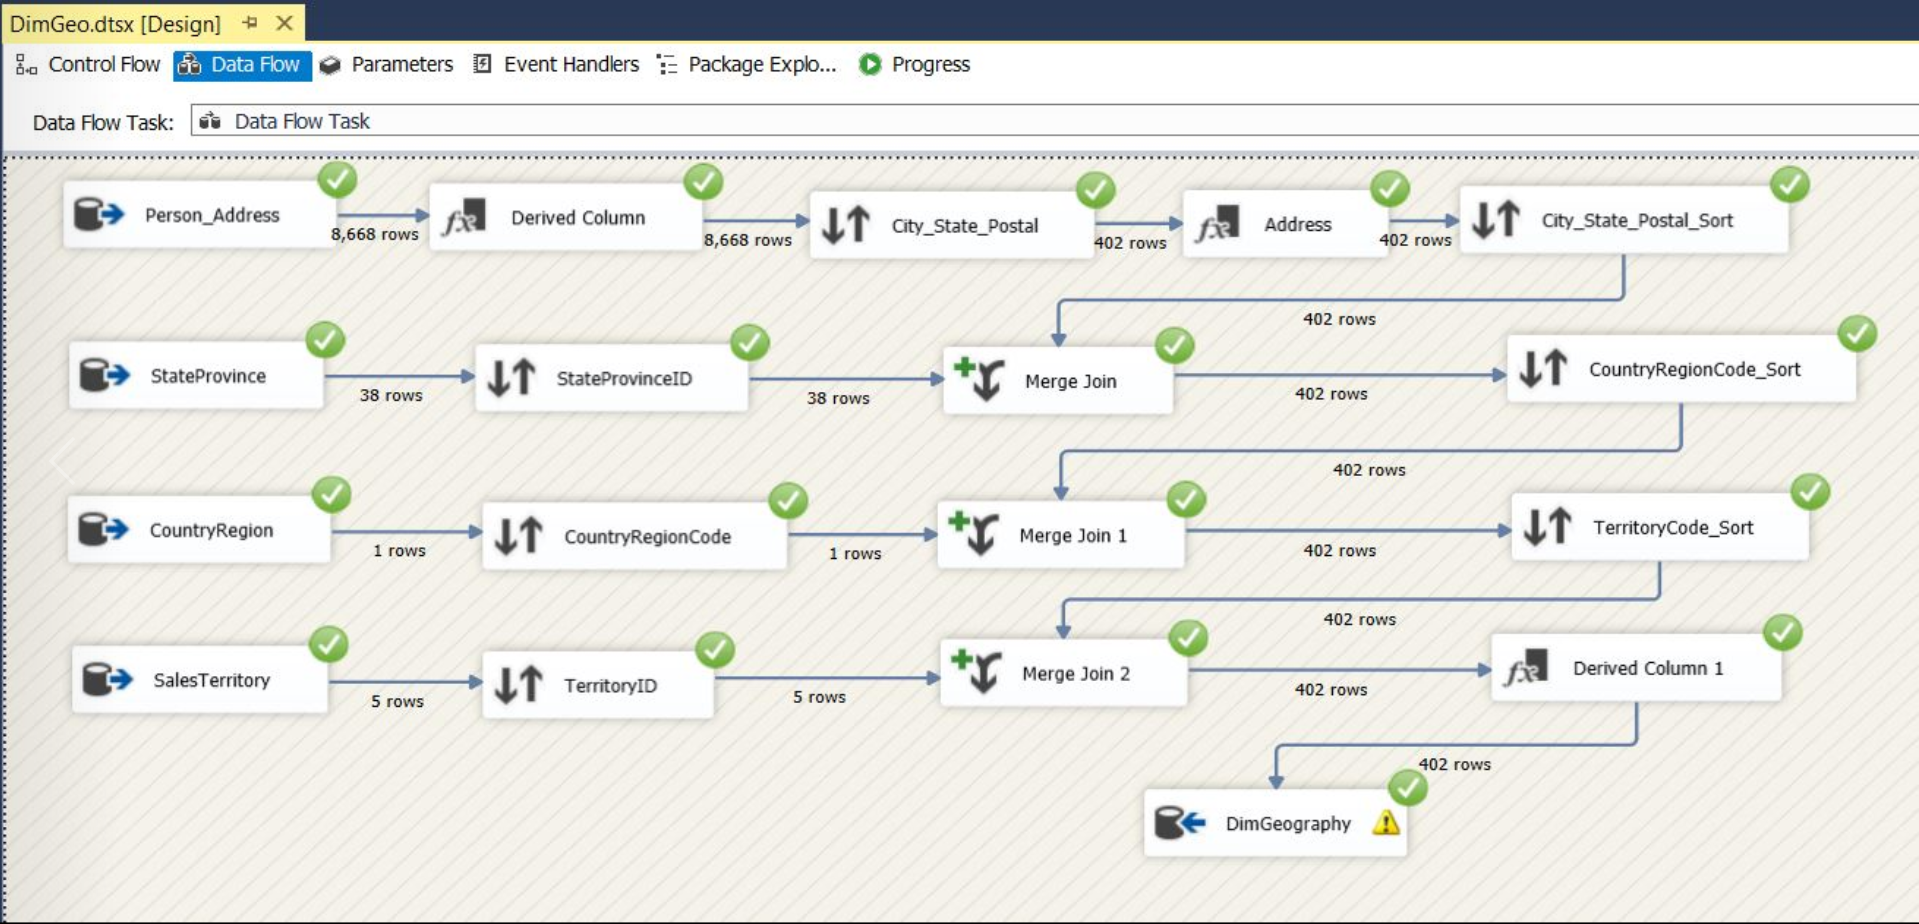 DimGeo.dtsx [Design]
Control Flow Data Flow Parameters Event Handlers Package Explo... Progress
Data Flow Task: Data Flow Task
Person_Address
8,668 rows
Derived Column
8,668 rows
City_State_Postal
402 rows
Address
402 rows
City_State_Postal_Sort
402 rows
StateProvince
38 rows
StateProvinceID
38 rows
Merge Join
402 rows
CountryRegionCode_Sort
402 rows
CountryRegion
1 rows
CountryRegionCode
1 rows
Merge Join 1
402 rows
TerritoryCode_Sort
402 rows
SalesTerritory
5 rows
TerritoryID
5 rows
Merge Join 2
402 rows
Derived Column 1
402 rows
DimGeography